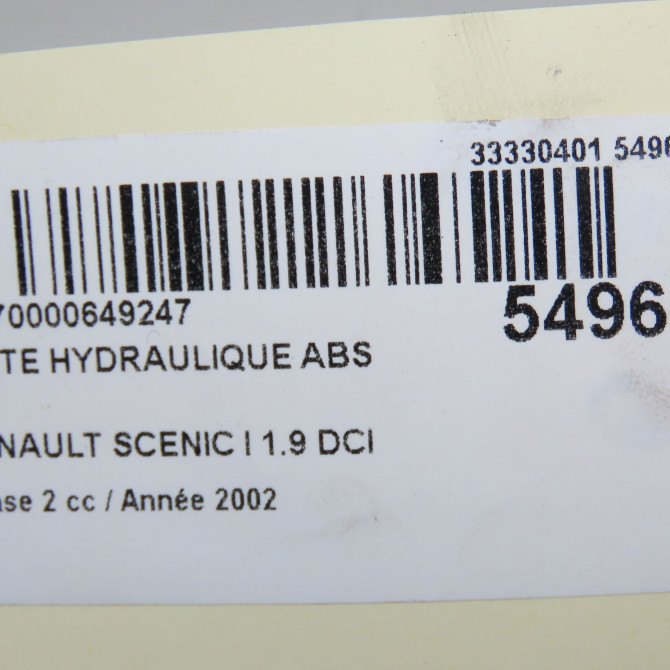 33330401 5496
70000649247
5496
TE HYDRAULIQUE ABS
NAULT SCENIC I 1.9 DCI
ase 2 cc / Année 2002